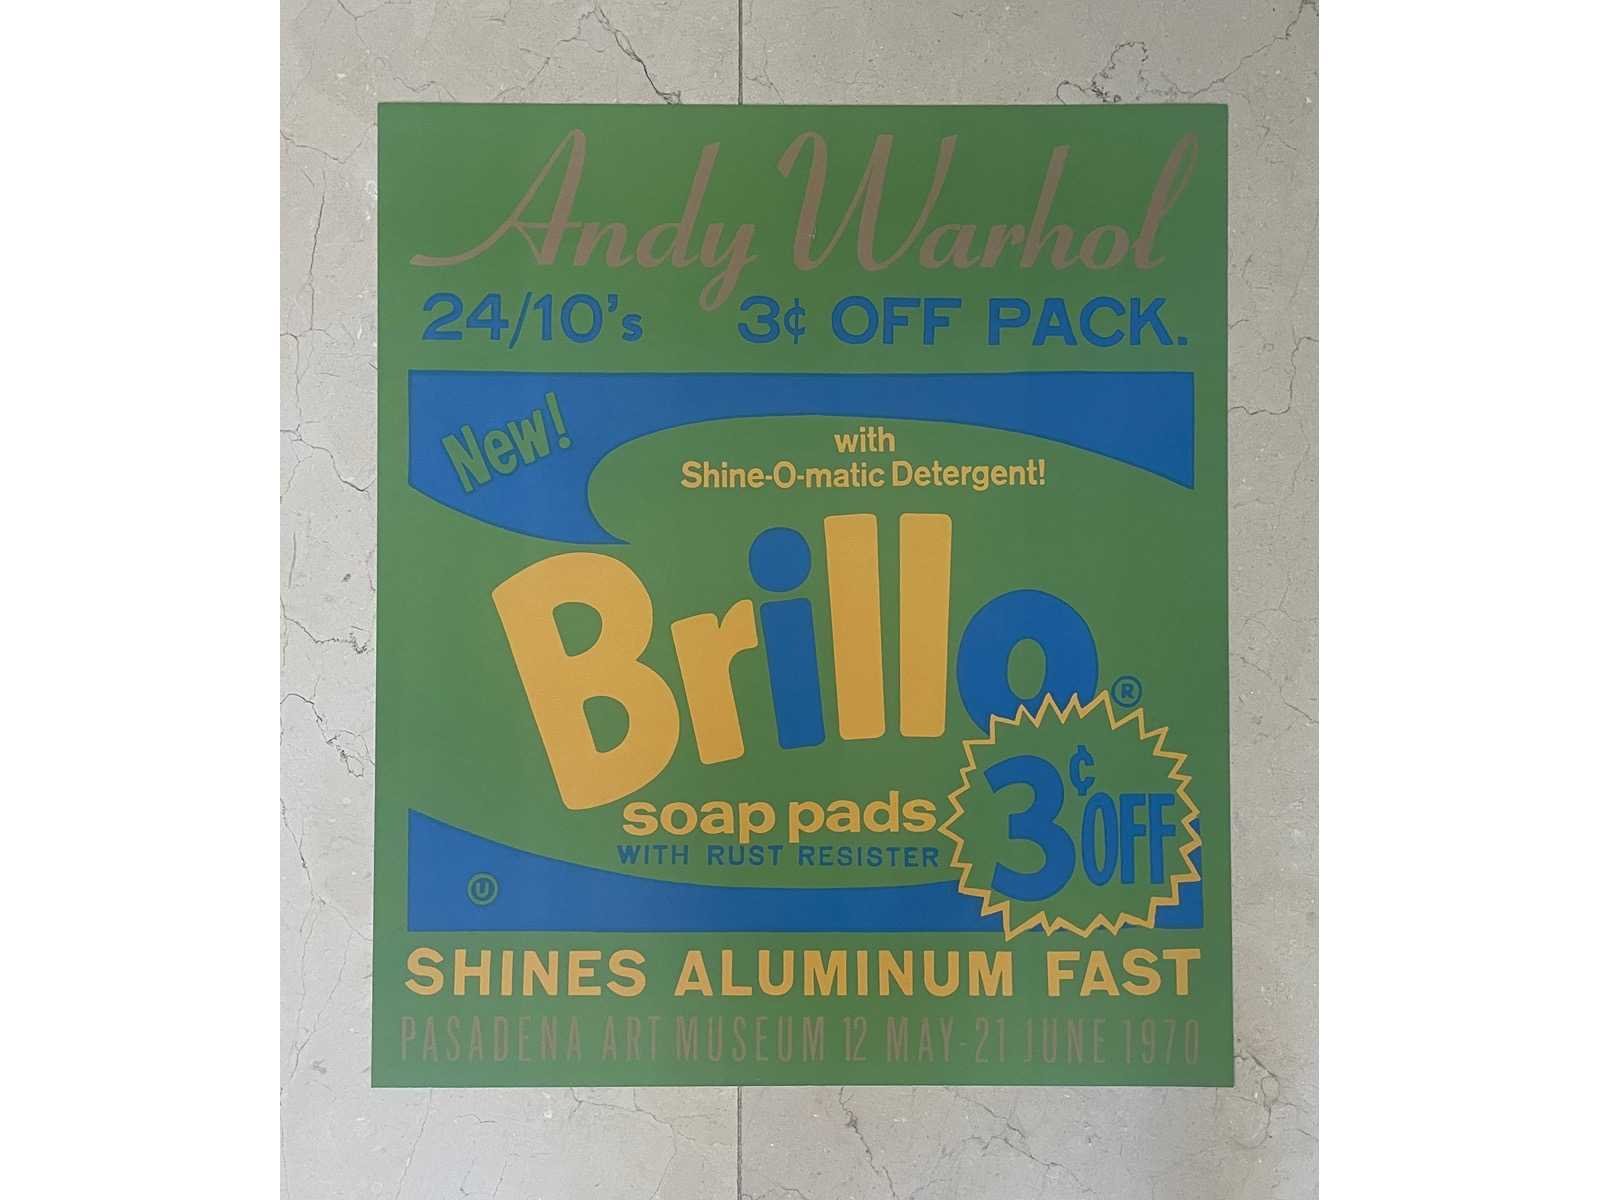 Andy Warhol
24/10's 3¢ OFF PACK.
New!
with
Shine-O-matic Detergent!
Brillo®
3¢ OFF
soap pads
WITH RUST RESISTER
Ⓤ
SHINES ALUMINUM FAST
PASADENA ART MUSEUM 12 MAY-21 JUNE 1970